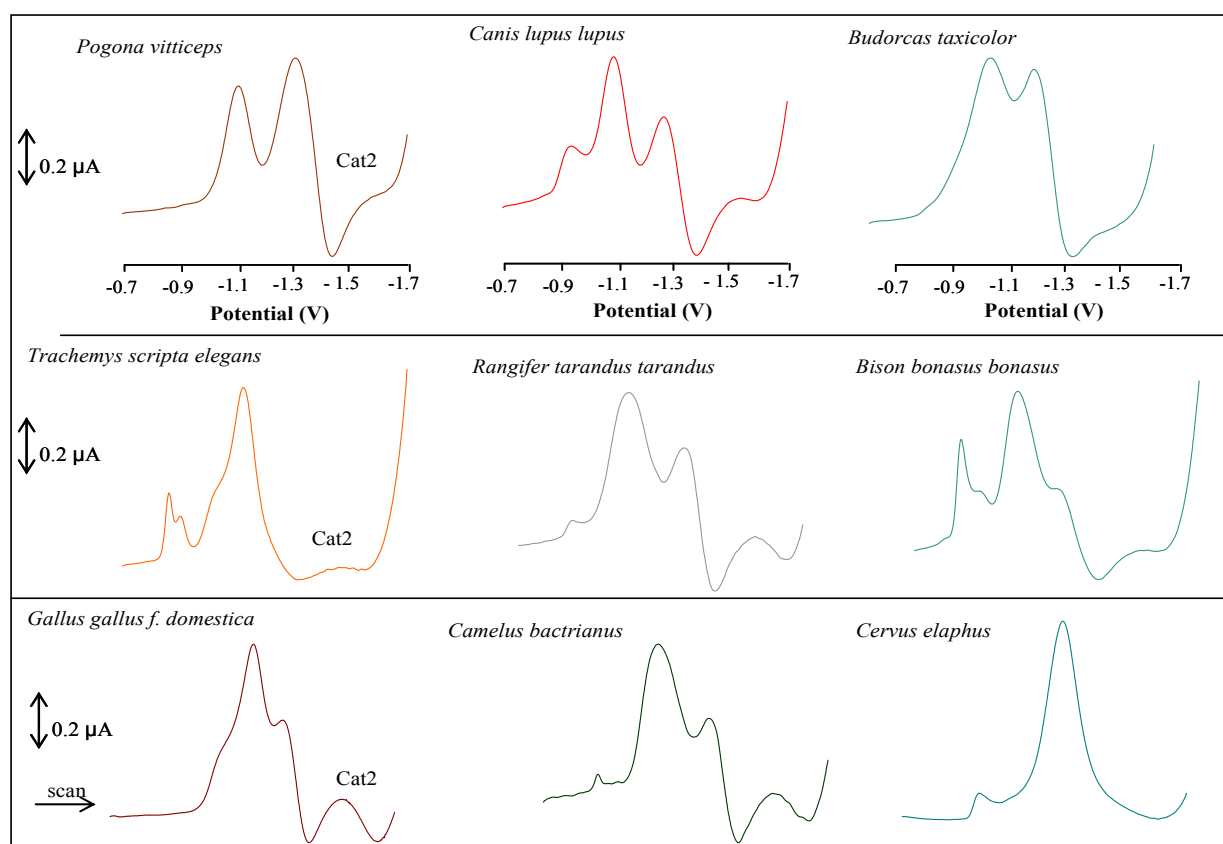 Pogona vitticeps
Canis lupus lupus
Budorcas taxicolor
0.2 µA
Cat2
-0.7 -0.9 -1.1 -1.3 - 1.5 -1.7
Potential (V)
-0.7 -0.9 -1.1 -1.3 - 1.5 -1.7
Potential (V)
-0.7 -0.9 -1.1 -1.3 - 1.5 -1.7
Potential (V)
Trachemys scripta elegans
Rangifer tarandus tarandus
Bison bonasus bonasus
0.2 µA
Cat2
Gallus gallus f. domestica
Camelus bactrianus
Cervus elaphus
0.2 µA
Cat2
scan